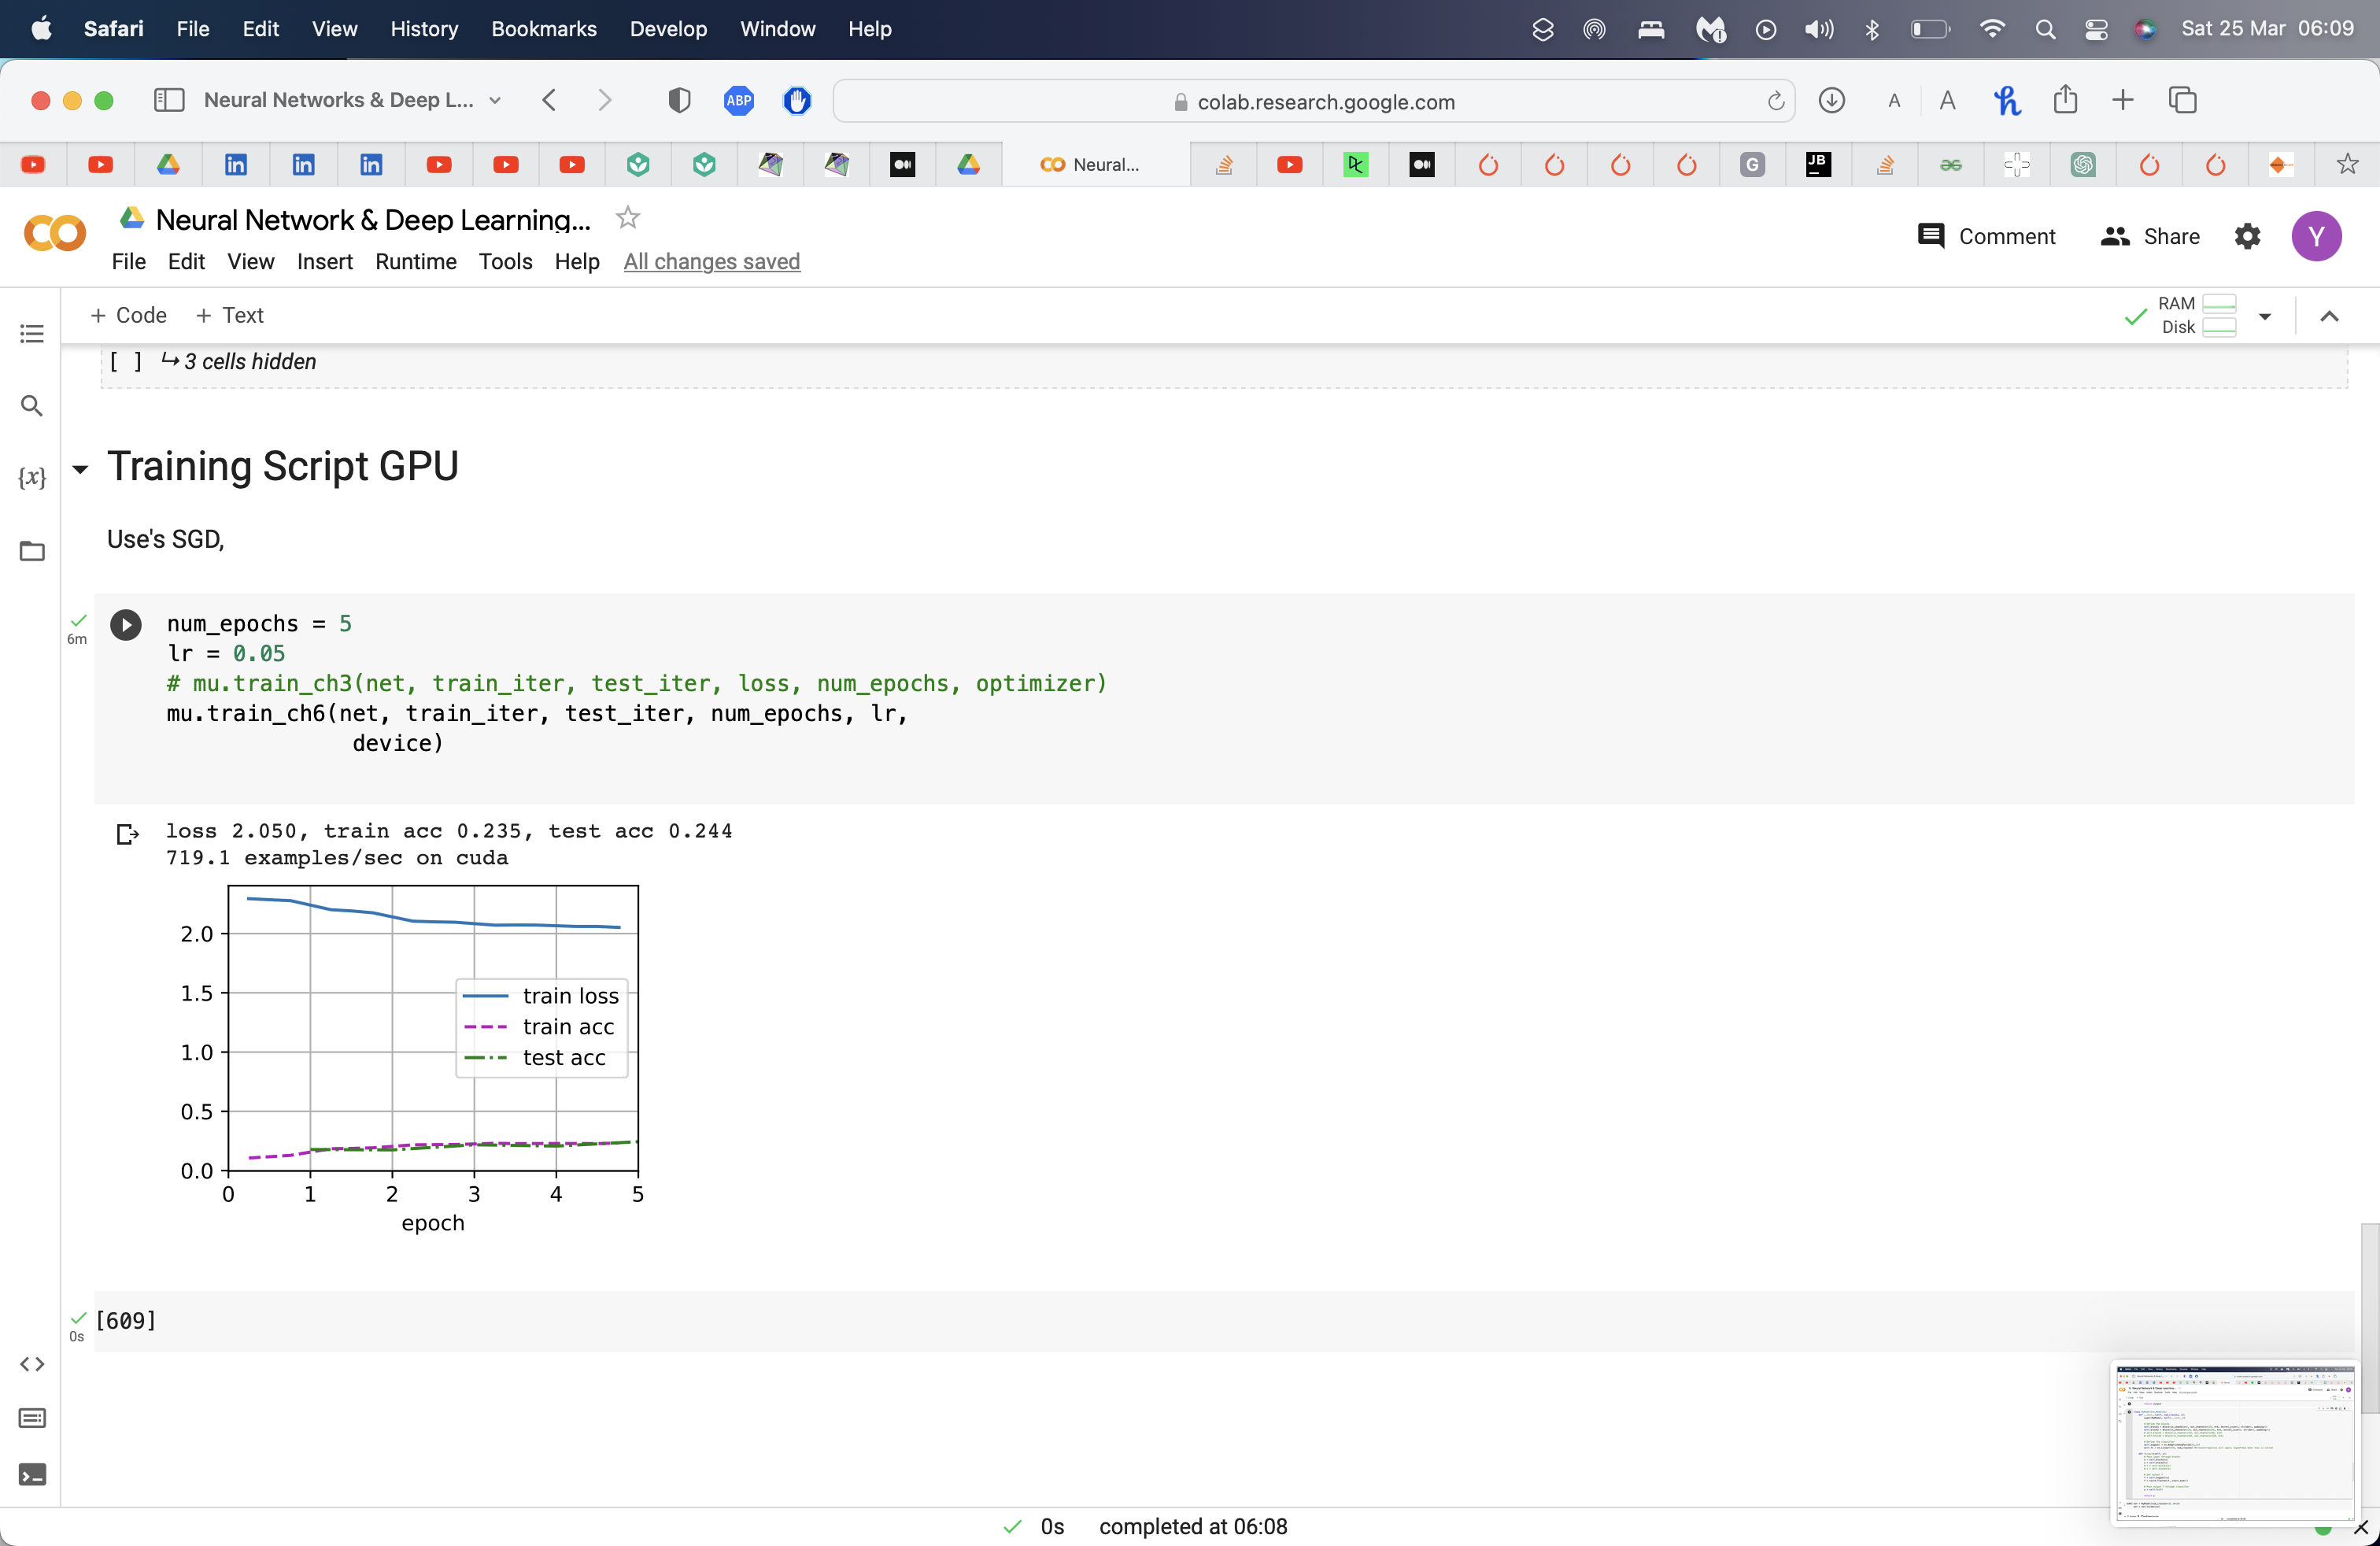 Safari File Edit View History Bookmarks Develop Window Help Sat 25 Mar 06:09
Neural Networks & Deep L... ABP colab.research.google.com A A
Neural... G JB
Neural Network & Deep Learning...
Comment Share Y
File Edit View Insert Runtime Tools Help All changes saved
+ Code + Text
RAM
Disk
[ ] ↳ 3 cells hidden
{x}
Training Script GPU
Use's SGD,
6m
num_epochs = 5
lr = 0.05
# mu.train_ch3(net, train_iter, test_iter, loss, num_epochs, optimizer)
mu.train_ch6(net, train_iter, test_iter, num_epochs, lr,
device)
loss 2.050, train acc 0.235, test acc 0.244
719.1 examples/sec on cuda
2.0
1.5
1.0
0.5
0.0
train loss
train acc
test acc
0 1 2 3 4 5
epoch
[609]
0s
0s completed at 06:08